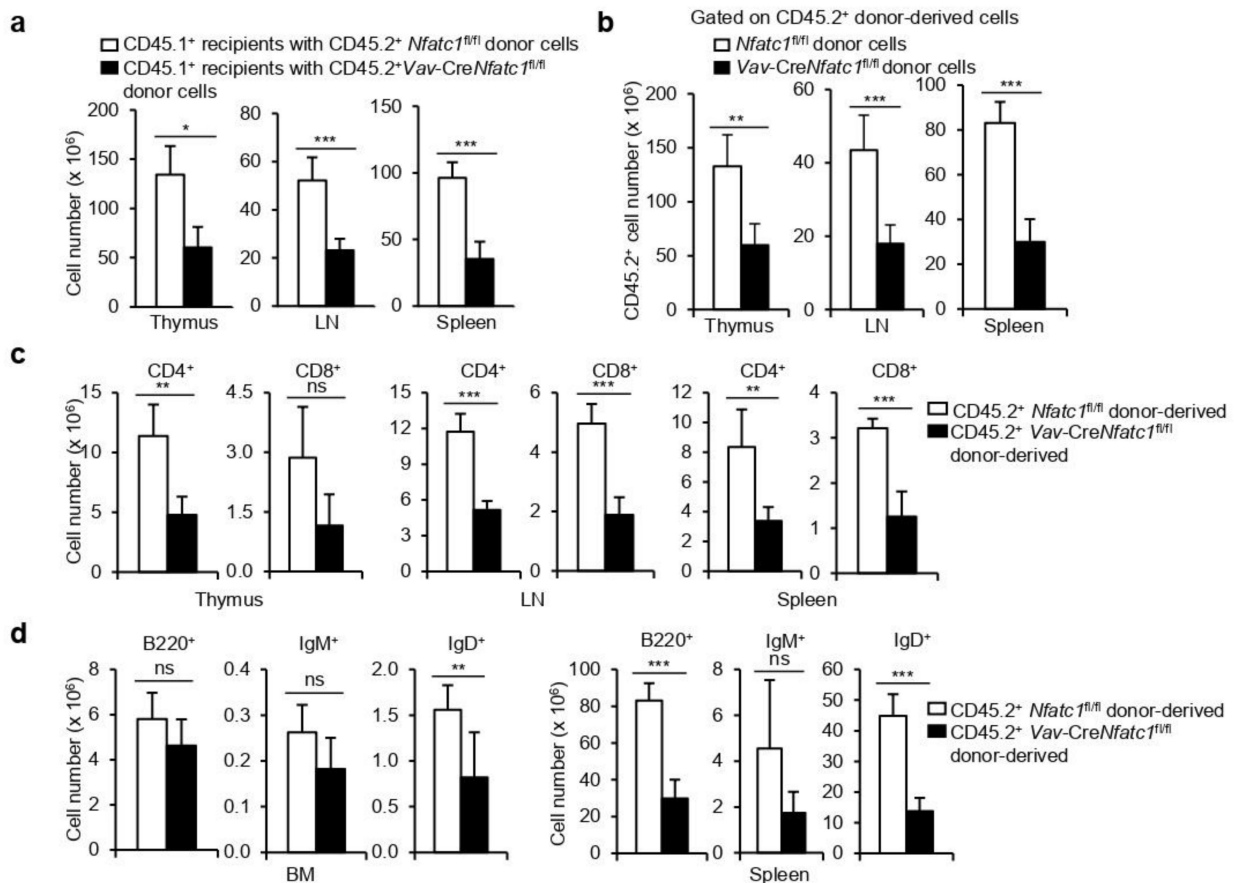 a
CD45.1⁺ recipients with CD45.2⁺ Nfatc1ᶠˡ/ᶠˡ donor cells
CD45.1⁺ recipients with CD45.2⁺Vav-CreNfatc1ᶠˡ/ᶠˡ
donor cells
Cell number (x 10⁶)
200
150
100
50
0
*
Thymus
80
60
40
20
0
***
LN
150
100
50
0
***
Spleen
b
Gated on CD45.2⁺ donor-derived cells
Nfatc1ᶠˡ/ᶠˡ donor cells
Vav-CreNfatc1ᶠˡ/ᶠˡ donor cells
CD45.2⁺ cell number (x 10⁶)
200
150
100
50
0
**
Thymus
60
40
20
0
***
LN
100
80
60
40
20
0
***
Spleen
c
Cell number (x 10⁶)
CD4⁺
**
15
10
5
0
CD8⁺
ns
4.5
3.0
1.5
0.0
Thymus
CD4⁺
***
15
12
9
6
3
0
CD8⁺
***
6
4
2
0
LN
CD4⁺
**
12
10
8
6
4
2
0
CD8⁺
***
4
3
2
1
0
Spleen
CD45.2⁺ Nfatc1ᶠˡ/ᶠˡ donor-derived
CD45.2⁺ Vav-CreNfatc1ᶠˡ/ᶠˡ
donor-derived
d
Cell number (x 10⁶)
B220⁺
ns
8
6
4
2
0
IgM⁺
ns
0.4
0.3
0.2
0.1
0.0
IgD⁺
**
2.0
1.5
1.0
0.5
0.0
BM
Cell number (x 10⁶)
B220⁺
***
100
80
60
40
20
0
IgM⁺
ns
8
6
4
2
0
IgD⁺
***
60
50
40
30
20
10
0
Spleen
CD45.2⁺ Nfatc1ᶠˡ/ᶠˡ donor-derived
CD45.2⁺ Vav-CreNfatc1ᶠˡ/ᶠˡ
donor-derived